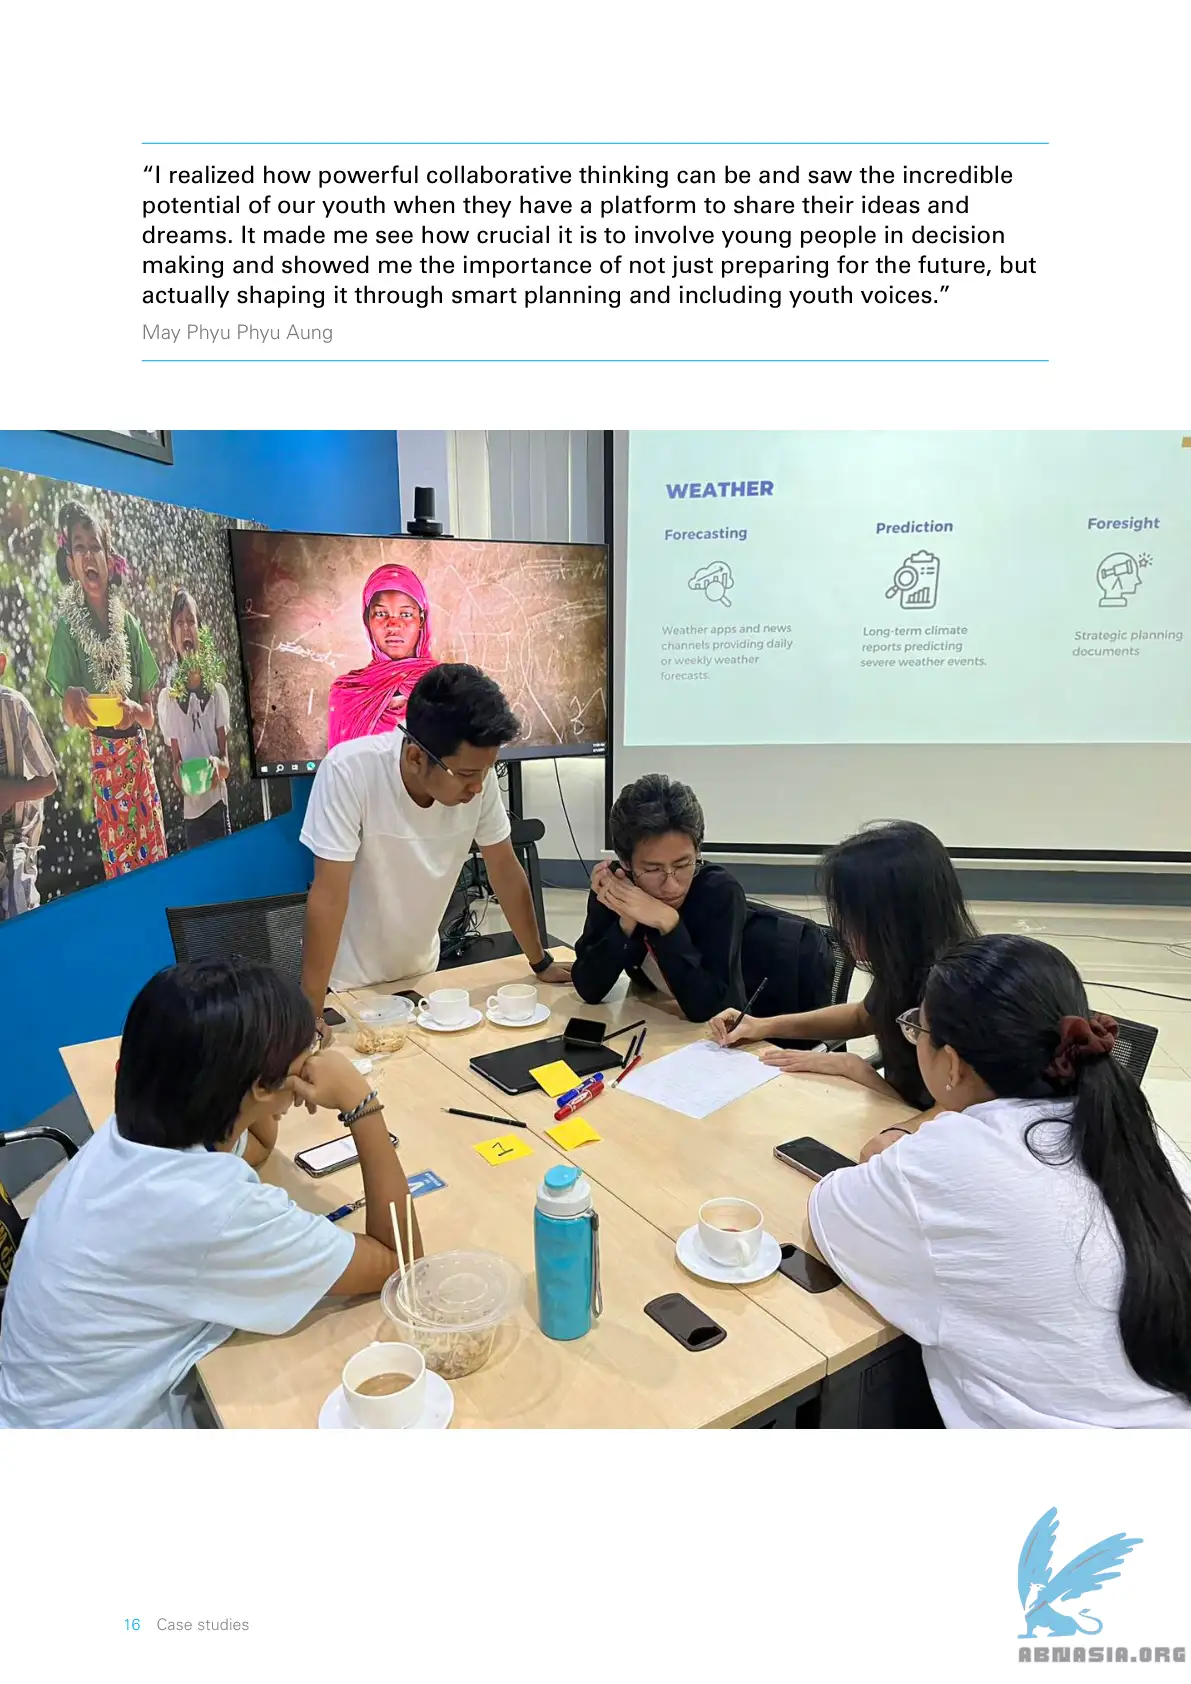 “I realized how powerful collaborative thinking can be and saw the incredible
potential of our youth when they have a platform to share their ideas and
dreams. It made me see how crucial it is to involve young people in decision
making and showed me the importance of not just preparing for the future, but
actually shaping it through smart planning and including youth voices.”
May Phyu Phyu Aung
WEATHER
Forecasting
Weather apps and news
channels providing daily
or weekly weather
forecasts.
Prediction
Long-term climate
reports predicting
severe weather events.
Foresight
Strategic planning
documents
1
16 Case studies
ABNASIA.ORG